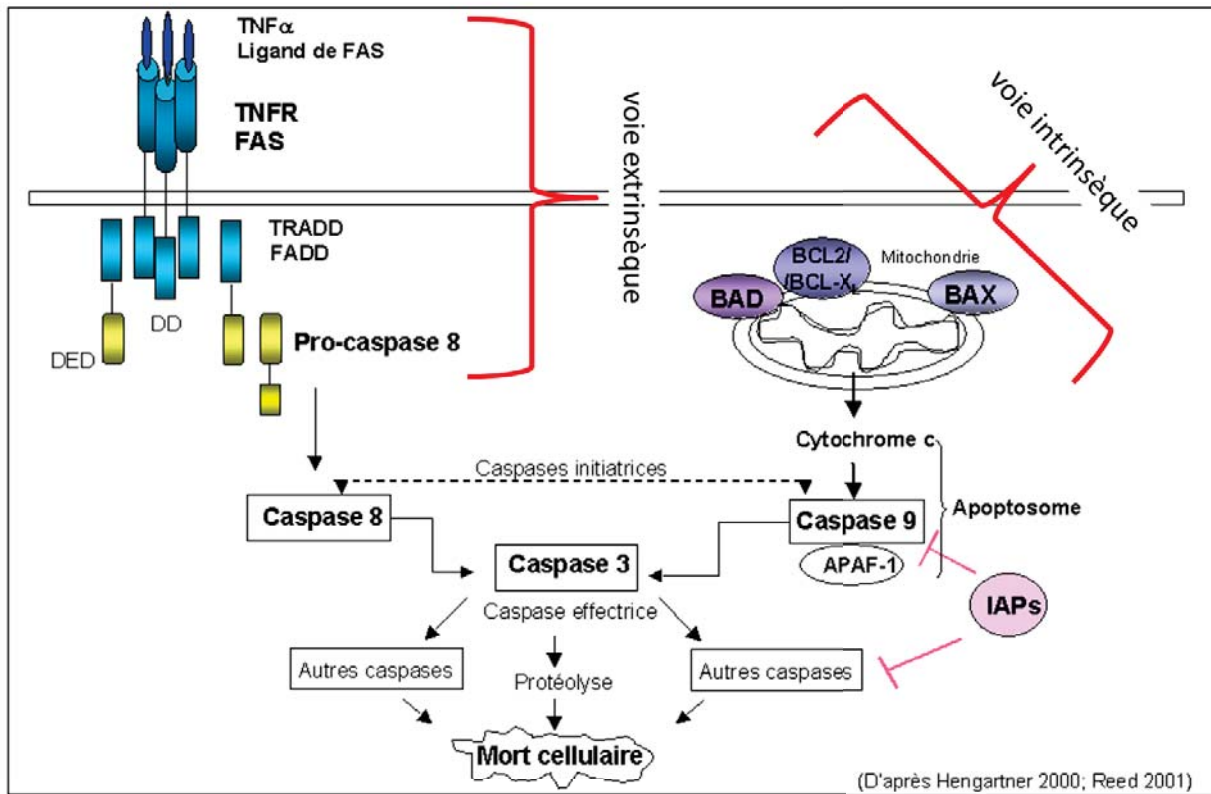 TNFα
Ligand de FAS
TNFR
FAS
voie extrinsèque
voie intrinsèque
TRADD
FADD
DD
DED
Pro-caspase 8
BCL2/
/BCL-XL
Mitochondrie
BAD
BAX
Cytochrome c
Caspases initiatrices
Caspase 8
Caspase 9
Apoptosome
APAF-1
Caspase 3
IAPs
Caspase effectrice
Autres caspases
Protéolyse
Autres caspases
Mort cellulaire
(D'après Hengartner 2000; Reed 2001)